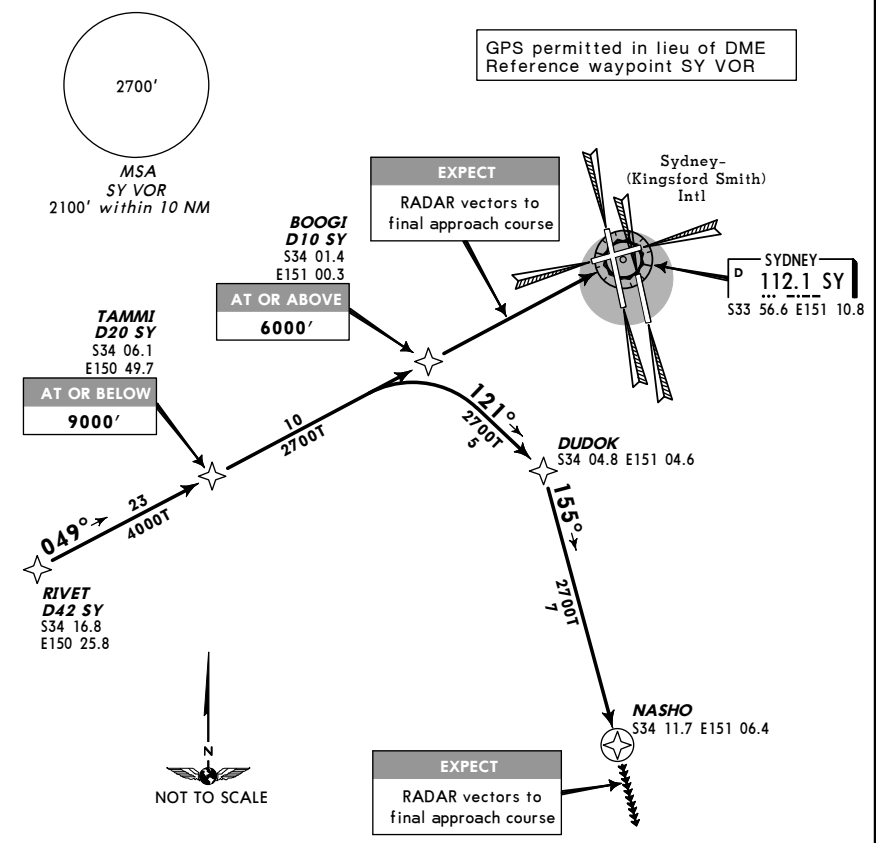 2700'
MSA
SY VOR
2100' within 10 NM
GPS permitted in lieu of DME
Reference waypoint SY VOR
EXPECT
RADAR vectors to
final approach course
Sydney-
(Kingsford Smith)
Intl
SYDNEY
D 112.1 SY
S33 56.6 E151 10.8
BOOGI
D10 SY
S34 01.4
E151 00.3
AT OR ABOVE
6000'
TAMMI
D20 SY
S34 06.1
E150 49.7
AT OR BELOW
9000'
10
2700T
121°
2700T
5
DUDOK
S34 04.8 E151 04.6
049°
23
4000T
155°
2700T
7
RIVET
D42 SY
S34 16.8
E150 25.8
NASHO
S34 11.7 E151 06.4
N
NOT TO SCALE
EXPECT
RADAR vectors to
final approach course